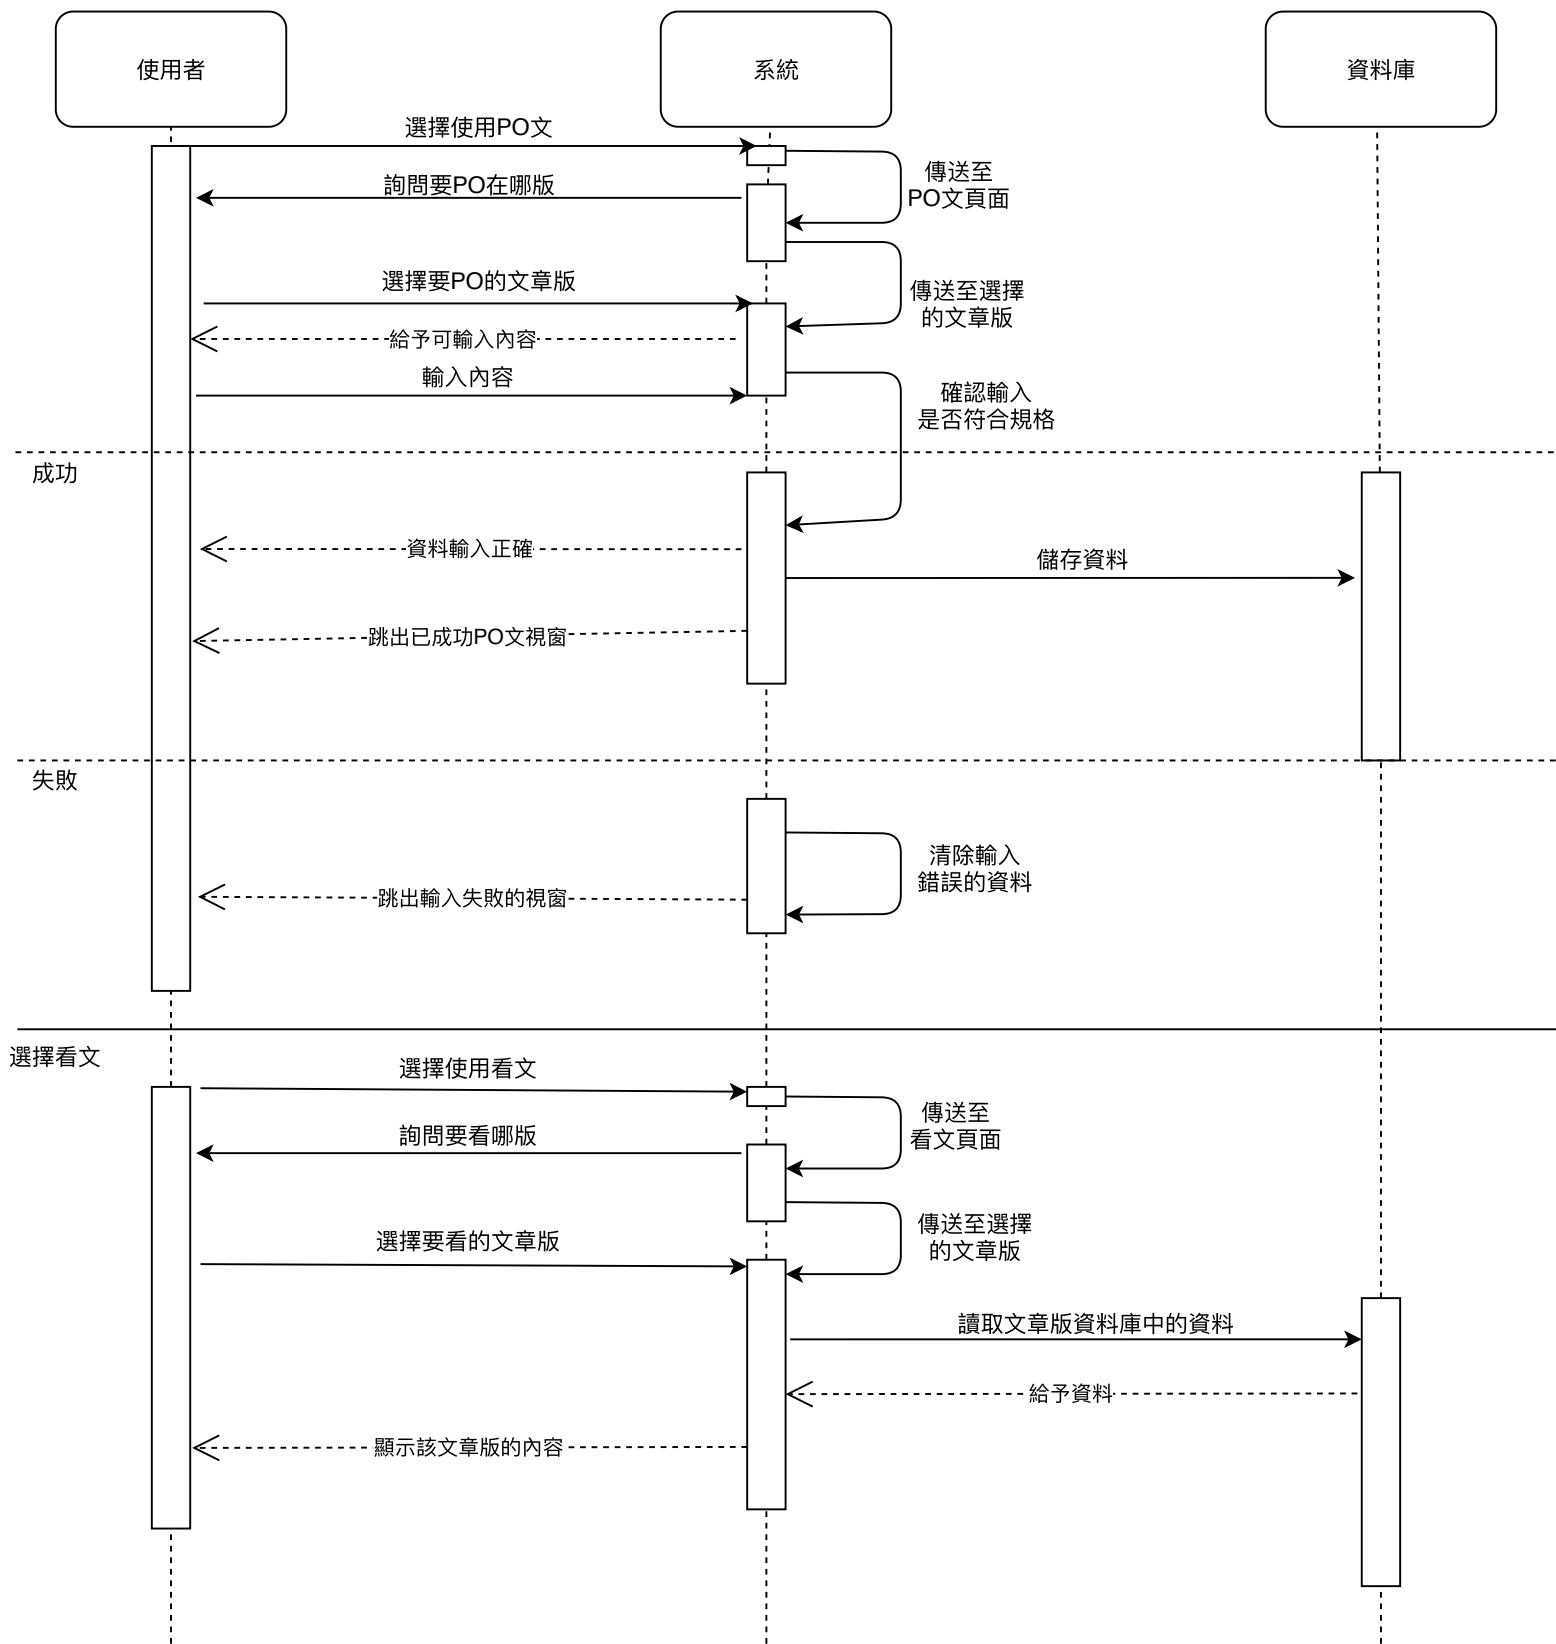 使用者
系統
資料庫
選擇使用PO文
傳送至
PO文頁面
詢問要PO在哪版
選擇要PO的文章版
傳送至選擇
的文章版
給予可輸入內容
輸入內容
確認輸入
是否符合規格
成功
資料輸入正確
儲存資料
跳出已成功PO文視窗
失敗
清除輸入
錯誤的資料
跳出輸入失敗的視窗
選擇看文
選擇使用看文
傳送至
看文頁面
詢問要看哪版
選擇要看的文章版
傳送至選擇
的文章版
讀取文章版資料庫中的資料
給予資料
顯示該文章版的內容